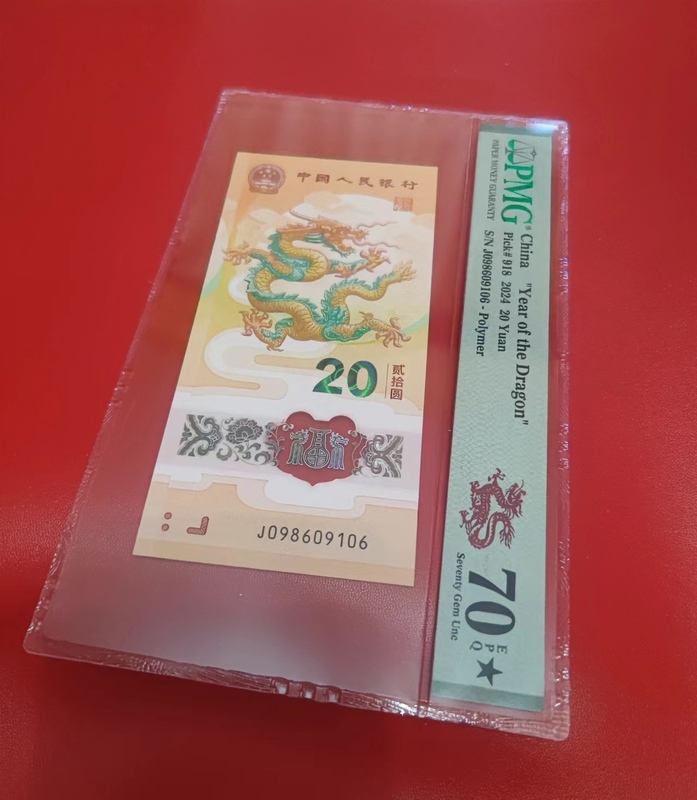 中国人民银行
20
贰拾圆
福
J098609106
PMG®
PAPER MONEY GUARANTY
China "Year of the Dragon"
Pick# 918 2024 20 Yuan
S/N J098609106 - Polymer
70 EPQ★
Seventy Gem Unc